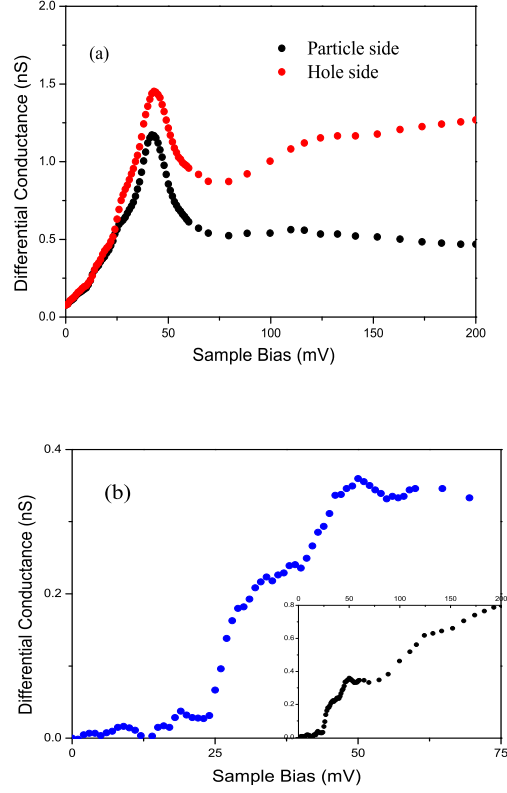 2.0
(a)
Particle side
Hole side
1.5
1.0
0.5
0.0
0 50 100 150 200
Differential Conductance (nS)
Sample Bias (mV)
0.4
(b)
0.2
0.0
0 25 50 75
Differential Conductance (nS)
Sample Bias (mV)
0 50 100 150 200
0.8
0.6
0.4
0.2
0.0